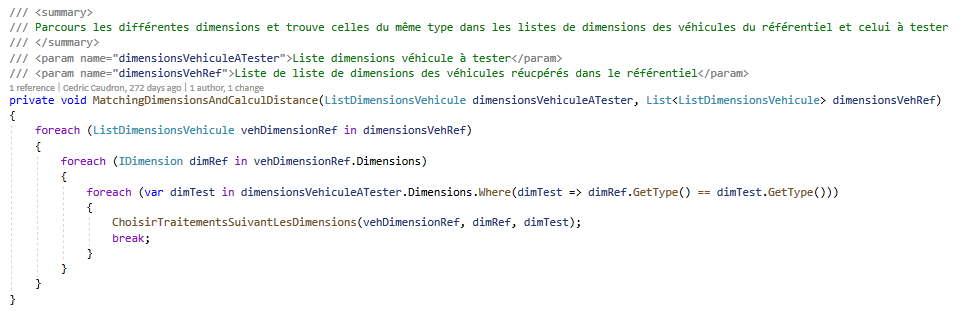 /// <summary>
/// Parcours les différentes dimensions et trouve celles du même type dans les listes de dimensions des véhicules du référentiel et celui à tester
/// </summary>
/// <param name="dimensionsVehiculeATester">Liste dimensions véhicule à tester</param>
/// <param name="dimensionsVehRef">Liste de liste de dimensions des véhicules réucpérés dans le référentiel</param>
1 reference | Cedric Caudron, 272 days ago | 1 author, 1 change
private void MatchingDimensionsAndCalculDistance(ListDimensionsVehicule dimensionsVehiculeATester, List<ListDimensionsVehicule> dimensionsVehRef)
{
foreach (ListDimensionsVehicule vehDimensionRef in dimensionsVehRef)
{
foreach (IDimension dimRef in vehDimensionRef.Dimensions)
{
foreach (var dimTest in dimensionsVehiculeATester.Dimensions.Where(dimTest => dimRef.GetType() == dimTest.GetType()))
{
ChoisirTraitementsSuivantLesDimensions(vehDimensionRef, dimRef, dimTest);
break;
}
}
}
}